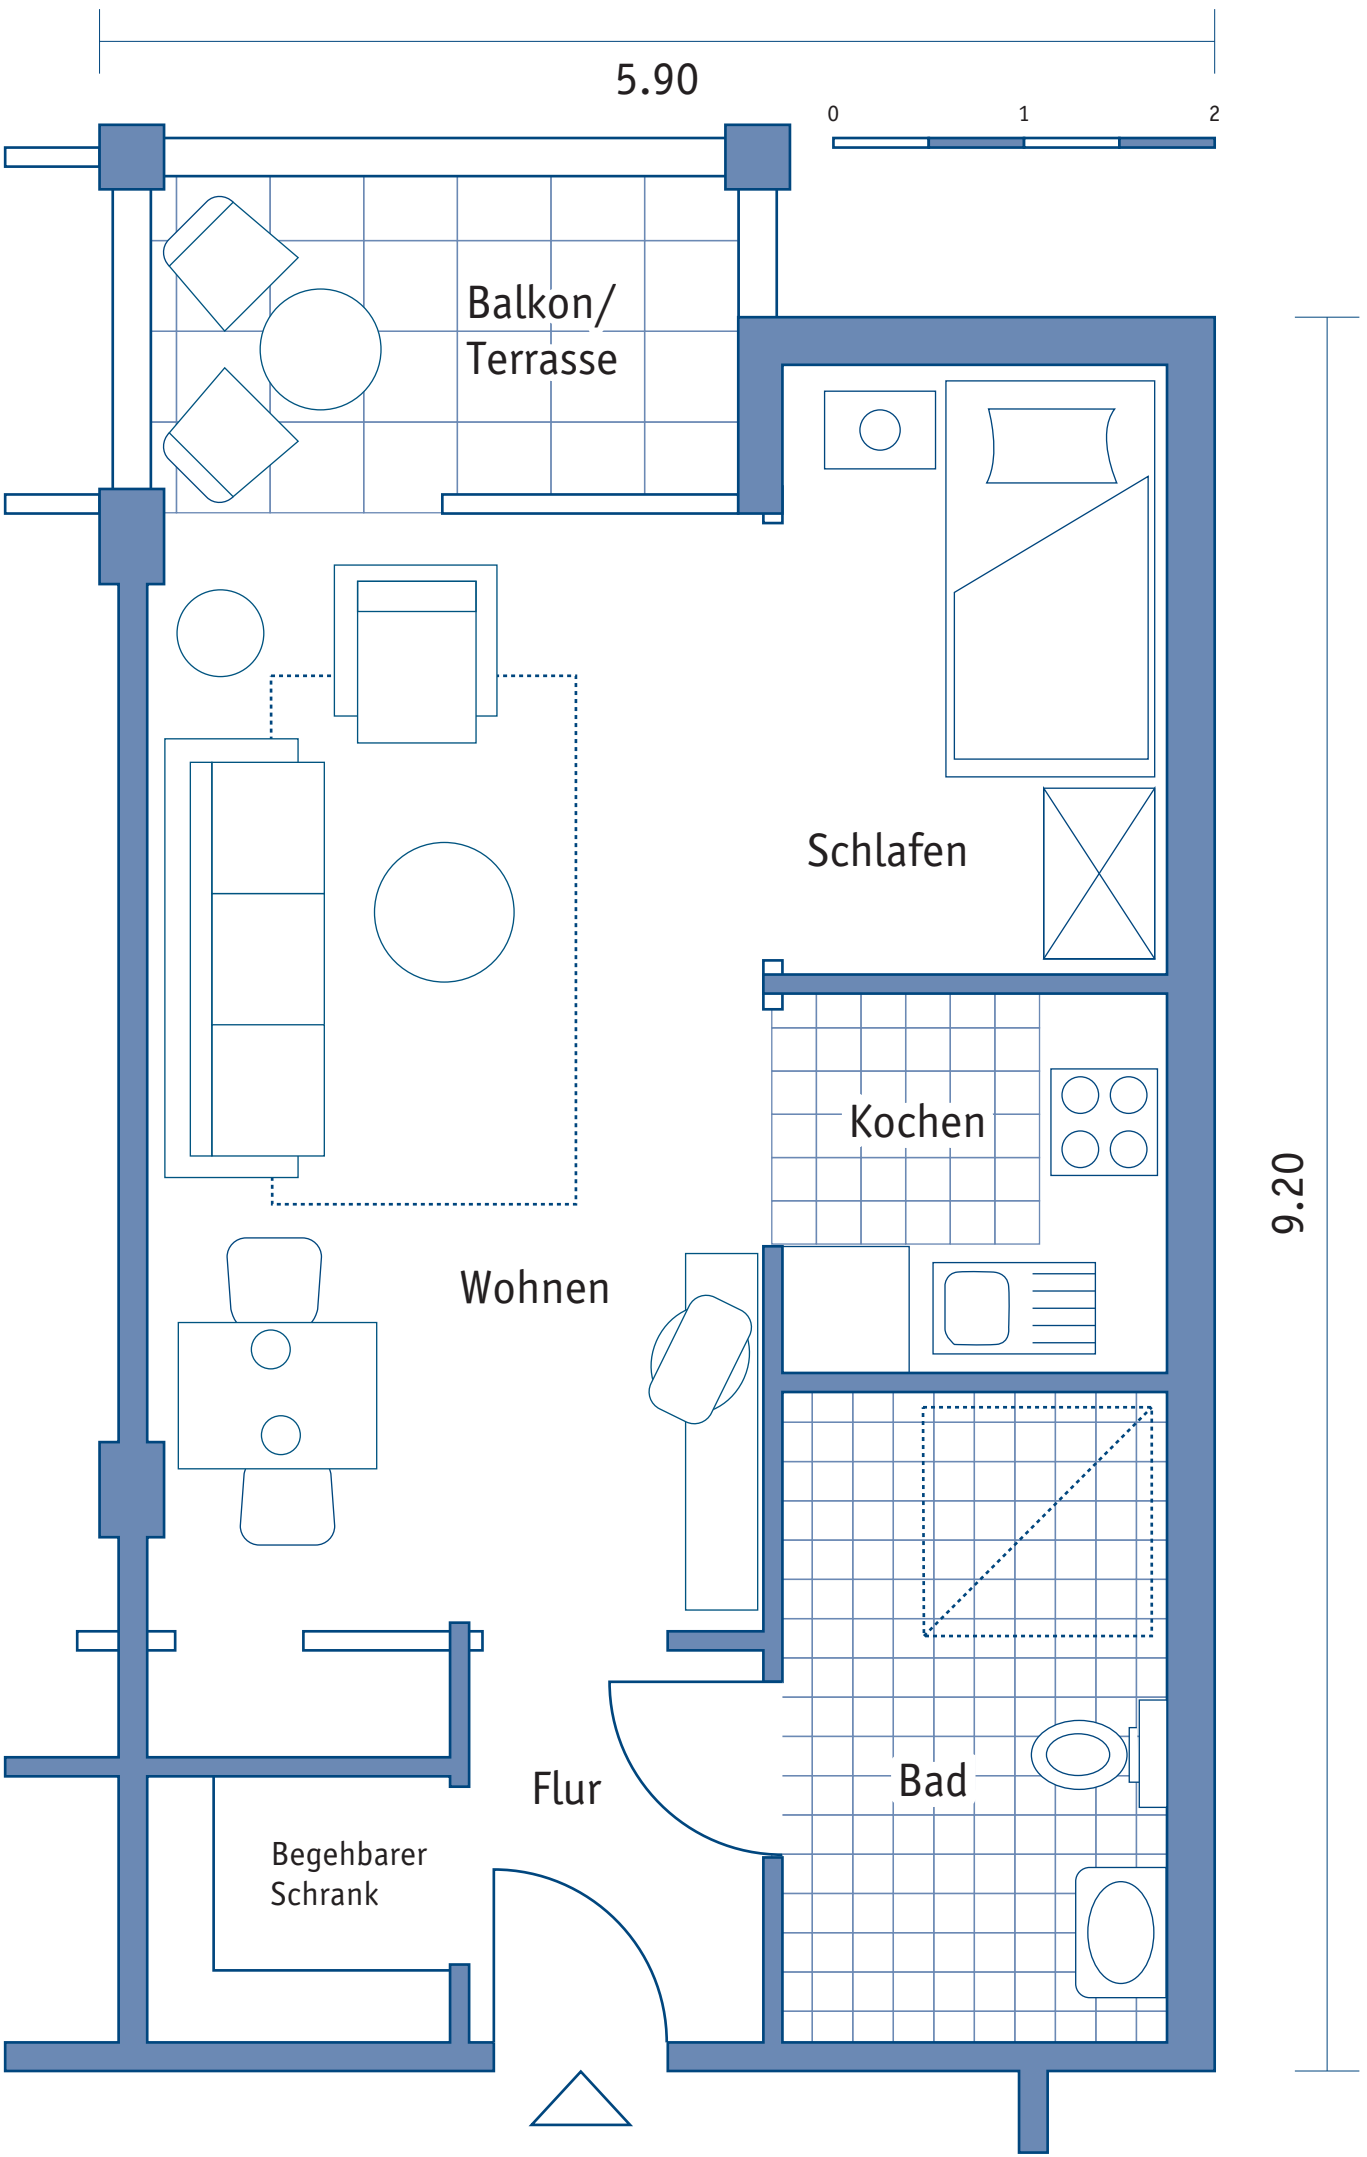 5.90
0 1 2
Balkon/
Terrasse
Schlafen
Kochen
9.20
Wohnen
Bad
Flur
Begehbarer
Schrank